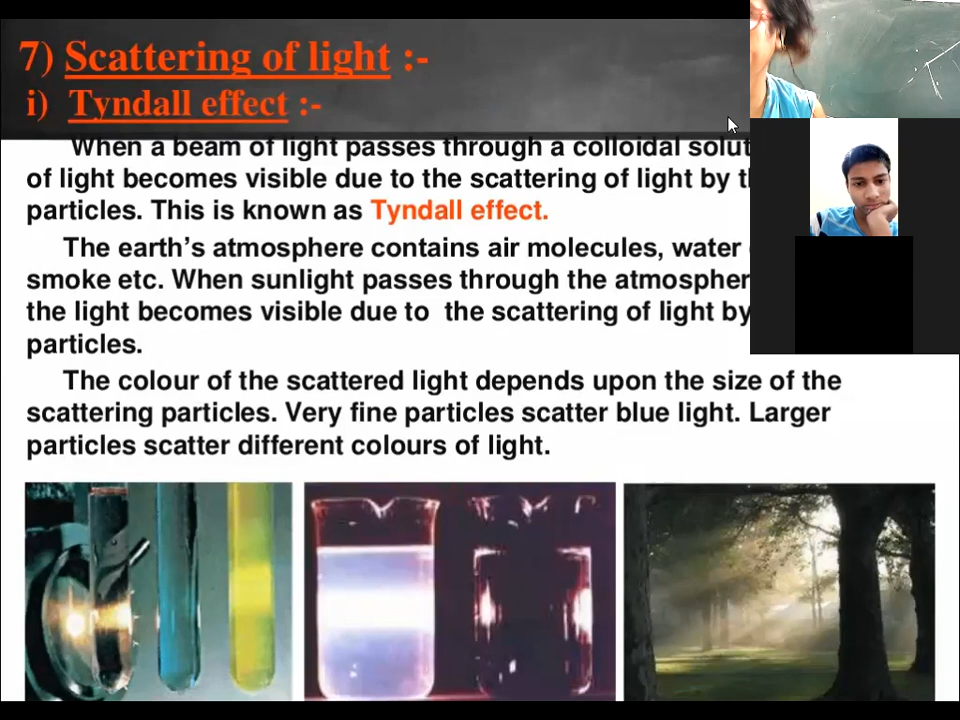 7) Scattering of light :-
i) Tyndall effect :-
When a beam of light passes through a colloidal
of light becomes visible due to the scattering of light by
particles. This is known as Tyndall effect.
The earth's atmosphere contains air molecules, water
smoke etc. When sunlight passes through the
the light becomes visible due to the scattering of light by
particles.
The colour of the scattered light depends upon the size of the
scattering particles. Very fine particles scatter blue light. Larger
particles scatter different colours of light.